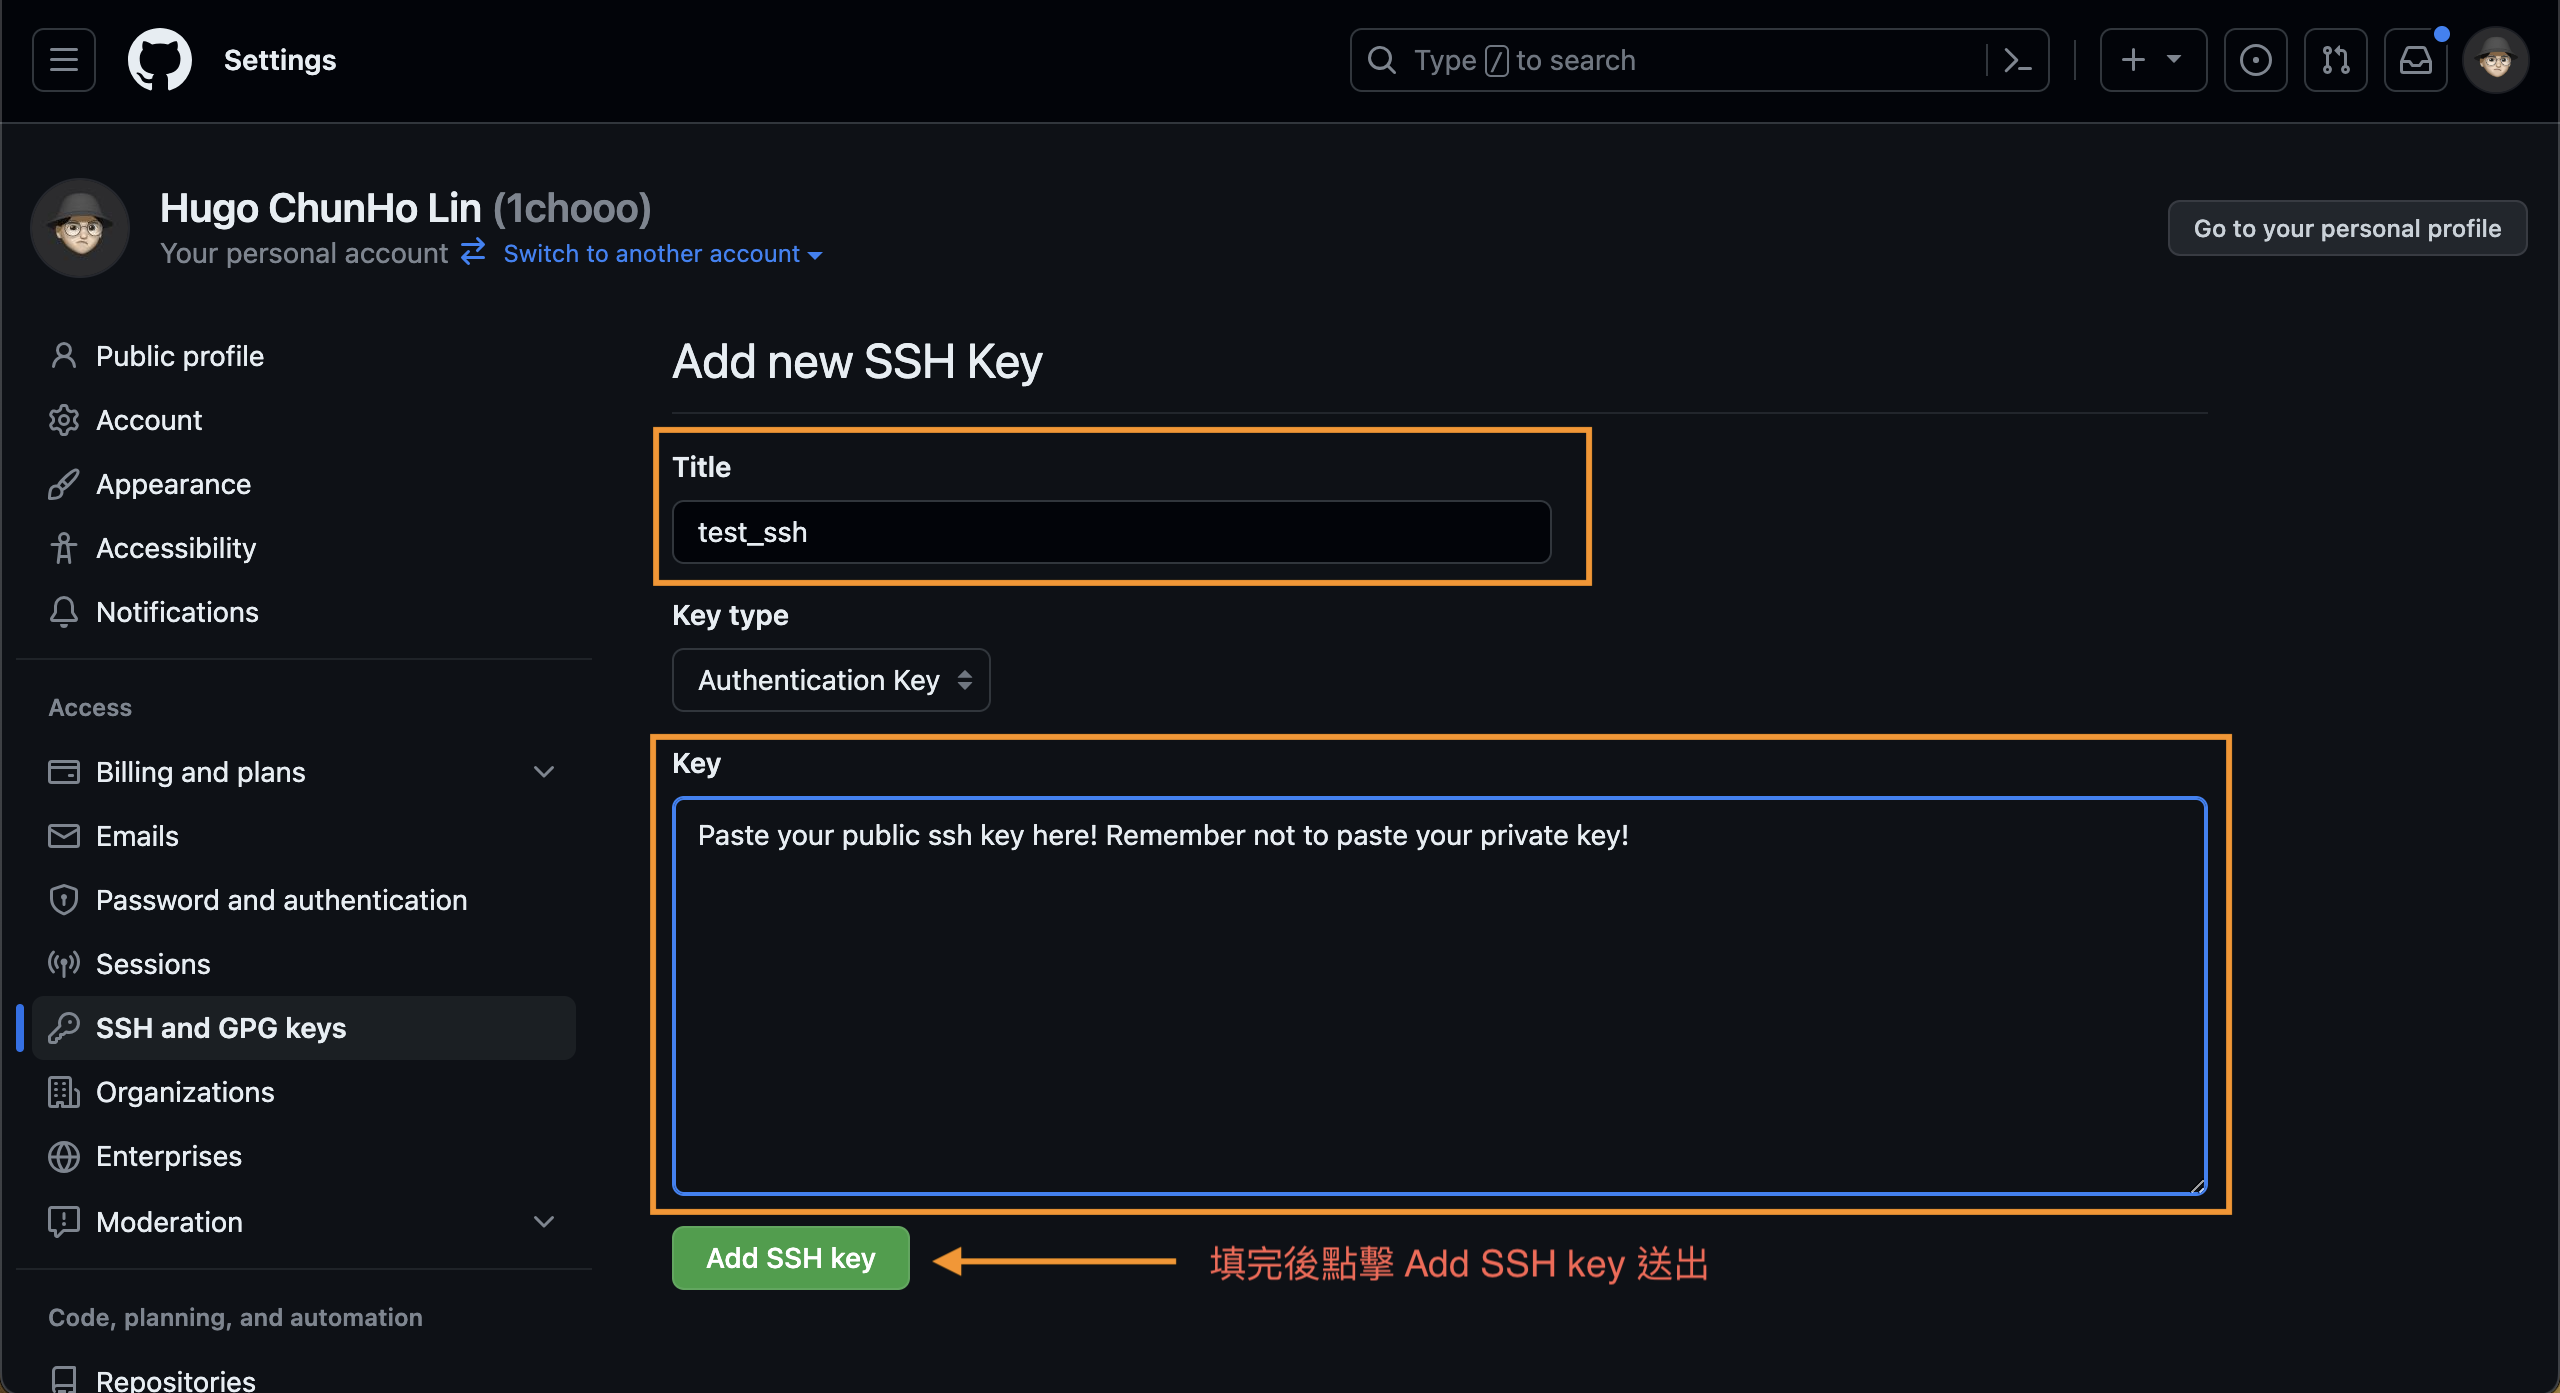 Settings
Type / to search
Hugo ChunHo Lin (1chooo)
Your personal account Switch to another account
Go to your personal profile
Public profile
Account
Appearance
Accessibility
Notifications
Access
Billing and plans
Emails
Password and authentication
Sessions
SSH and GPG keys
Organizations
Enterprises
Moderation
Code, planning, and automation
Repositories
Add new SSH Key
Title
test_ssh
Key type
Authentication Key
Key
Paste your public ssh key here! Remember not to paste your private key!
Add SSH key
填完後點擊 Add SSH key 送出